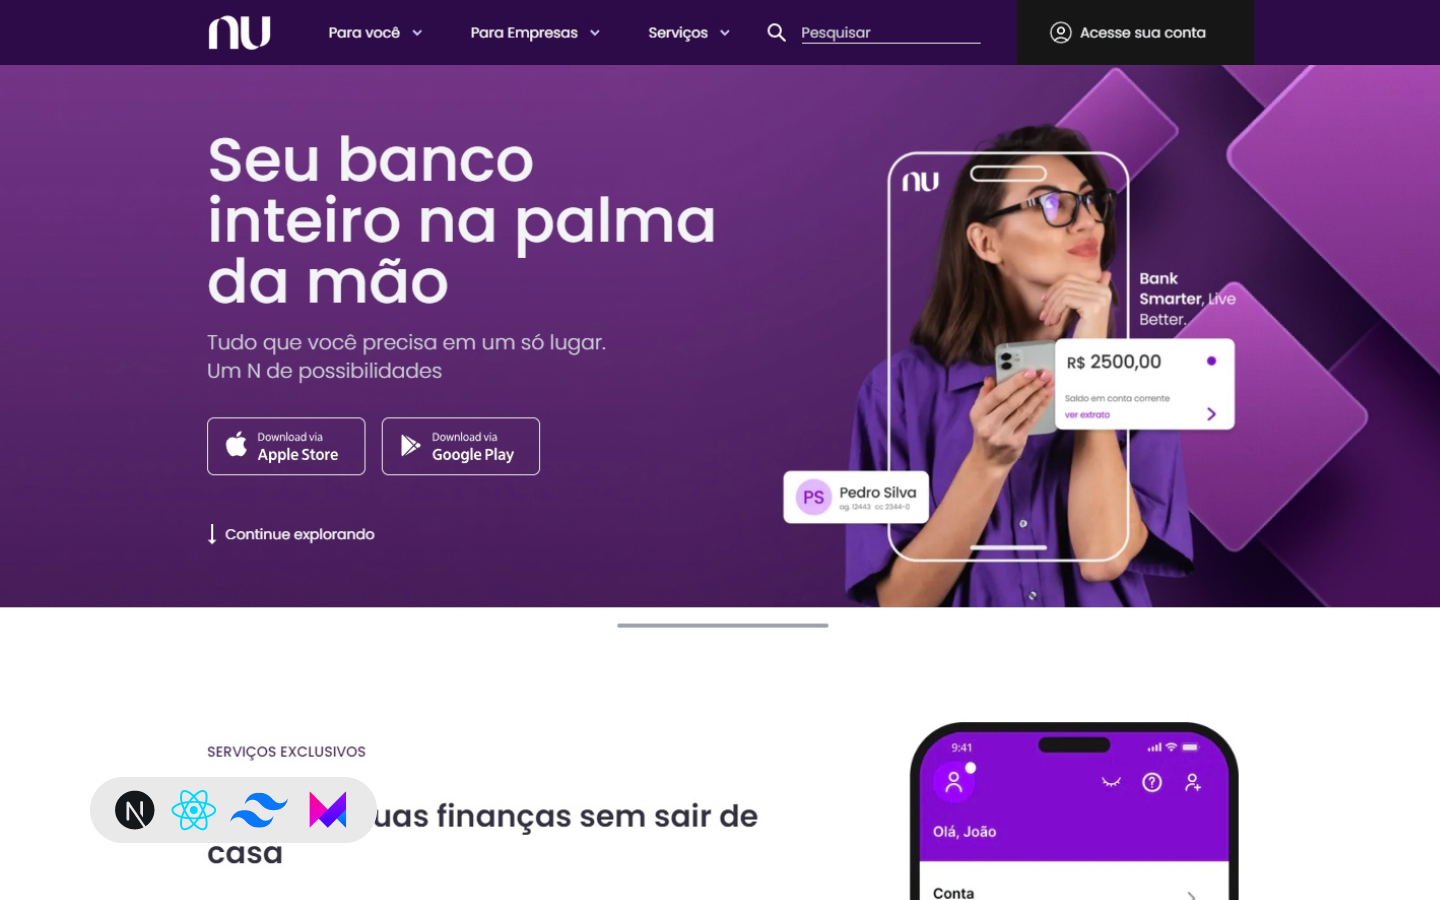 nu
Para você
Para Empresas
Serviços
Pesquisar
Acesse sua conta
Seu banco
inteiro na palma
da mão
Tudo que você precisa em um só lugar.
Um N de possibilidades
Download via
Apple Store
Download via
Google Play
Continue explorando
nu
Bank
Smarter, Live
Better.
R$ 2500,00
Saldo em conta corrente
ver extrato
PS
Pedro Silva
ag. 12443 cc 2344-0
SERVIÇOS EXCLUSIVOS
uas finanças sem sair de
casa
N
9:41
Olá, João
Conta